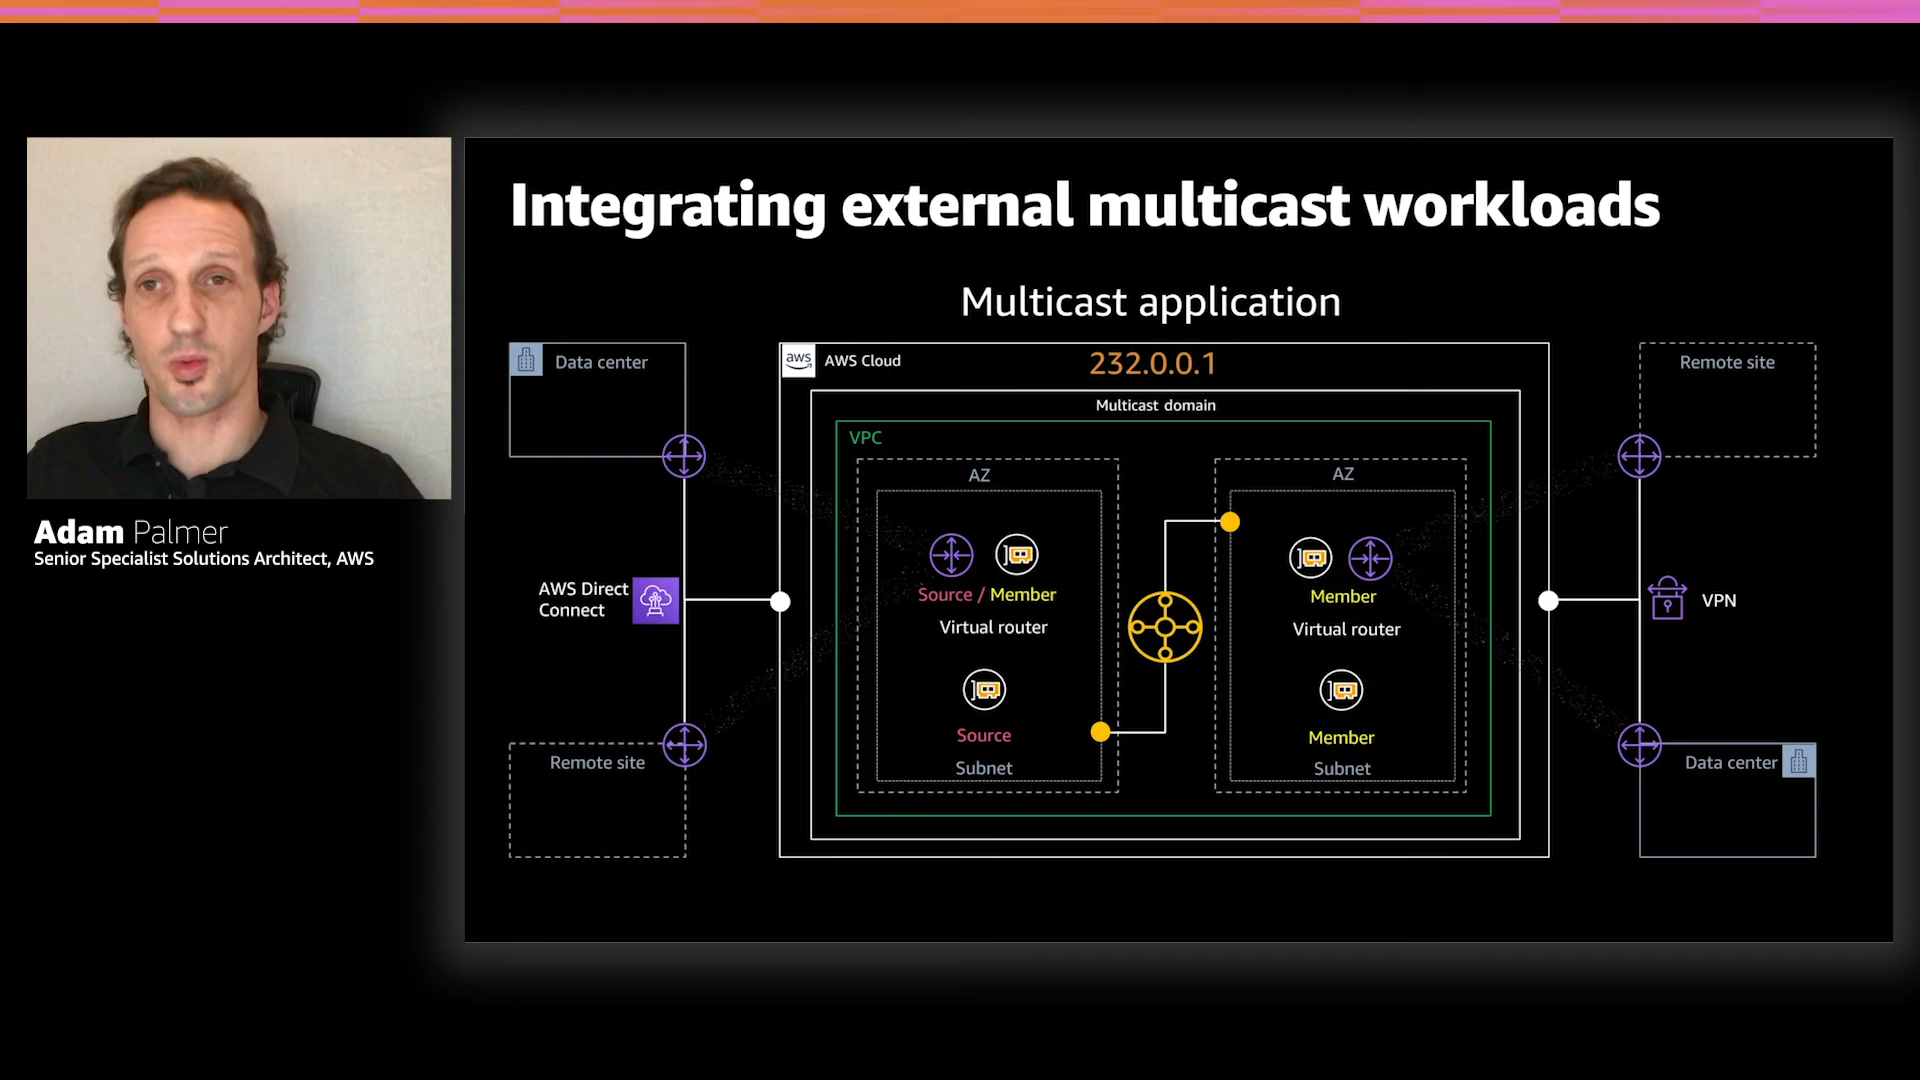 Integrating external multicast workloads
Multicast application
Data center
aws
AWS Cloud
232.0.0.1
Remote site
Multicast domain
VPC
AZ
AZ
Adam Palmer
Senior Specialist Solutions Architect, AWS
AWS Direct
Connect
Source / Member
Member
VPN
Virtual router
Virtual router
Source
Member
Subnet
Subnet
Remote site
Data center